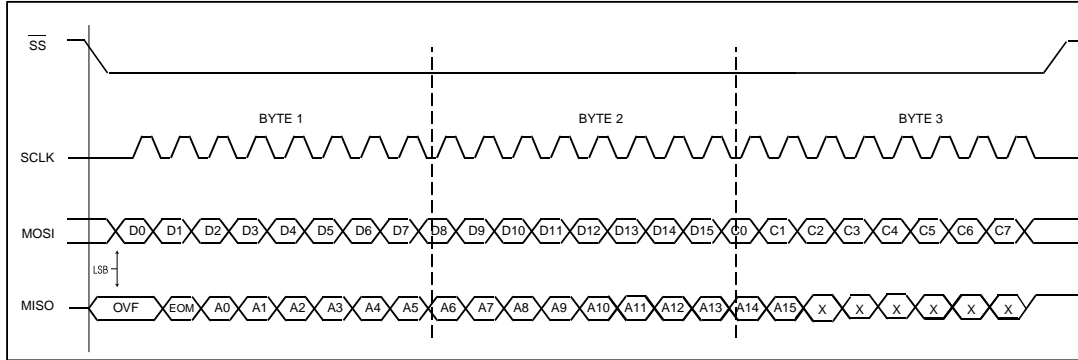 SS
BYTE 1 BYTE 2 BYTE 3
SCLK
MOSI D0 D1 D2 D3 D4 D5 D6 D7 D8 D9 D10 D11 D12 D13 D14 D15 C0 C1 C2 C3 C4 C5 C6 C7
LSB
MISO OVF EOM A0 A1 A2 A3 A4 A5 A6 A7 A8 A9 A10 A11 A12 A13 A14 A15 X X X X X X